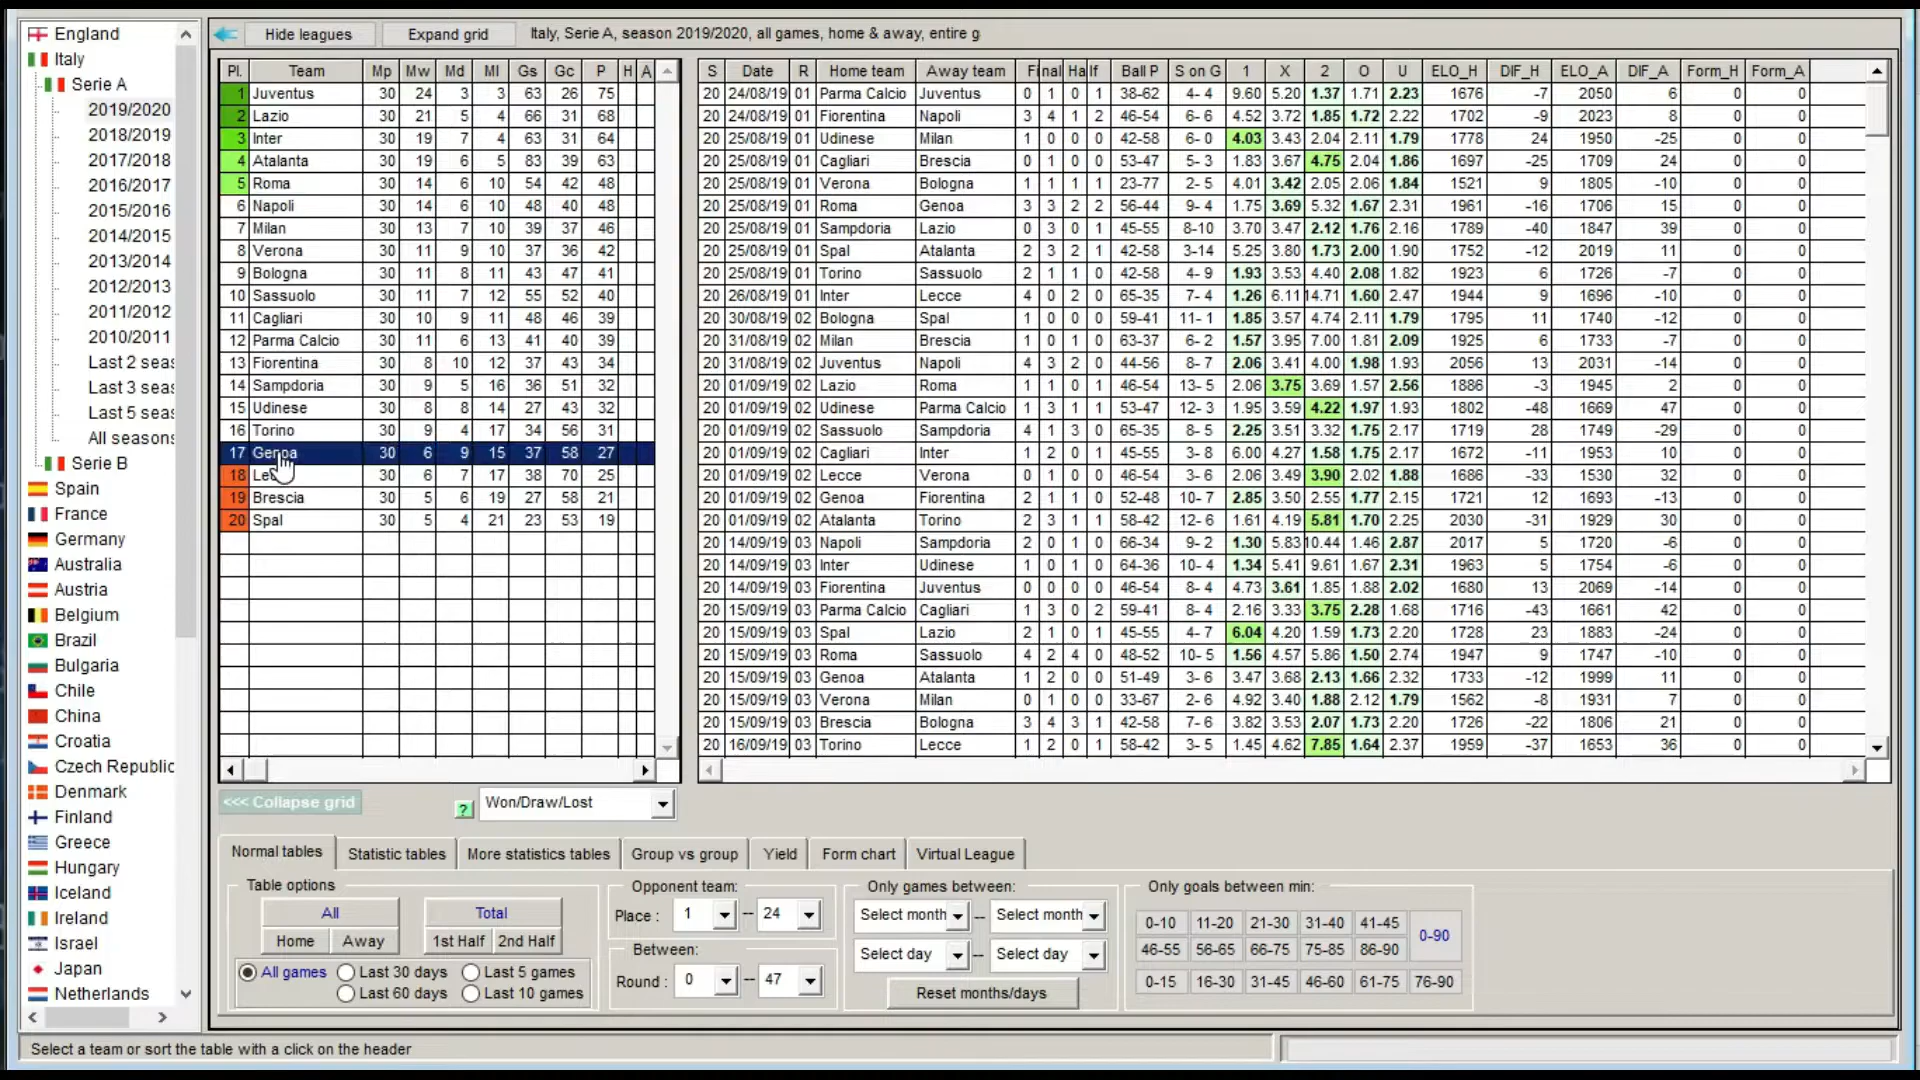 England
Italy
Serie A
2019/2020
2018/2019
2017/2018
2016/2017
2015/2016
2014/2015
2013/2014
2012/2013
2011/2012
2010/2011
Last 2 seas
Last 3 seas
Last 5 seas
All seasons
Serie B
Spain
France
Germany
Australia
Austria
Belgium
Brazil
Bulgaria
Chile
China
Croatia
Czech Republic
Denmark
Finland
Greece
Hungary
Iceland
Ireland
Israel
Japan
Netherlands
Hide leagues Expand grid Italy, Serie A, season 2019/2020, all games, home & away, entire g
Pl. Team Mp Mw Md Ml Gs Gc P H A
1 Juventus 30 24 3 3 63 26 75
2 Lazio 30 21 5 4 66 31 68
3 Inter 30 19 7 4 63 31 64
4 Atalanta 30 19 6 5 83 39 63
5 Roma 30 14 6 10 54 42 48
6 Napoli 30 14 6 10 48 40 48
7 Milan 30 13 7 10 39 37 46
8 Verona 30 11 9 10 37 36 42
9 Bologna 30 11 8 11 43 47 41
10 Sassuolo 30 11 7 12 55 52 40
11 Cagliari 30 10 9 11 48 46 39
12 Parma Calcio 30 11 6 13 41 40 39
13 Fiorentina 30 8 10 12 37 43 34
14 Sampdoria 30 9 5 16 36 51 32
15 Udinese 30 8 8 14 27 43 32
16 Torino 30 9 4 17 34 56 31
17 Genoa 30 6 9 15 37 58 27
18 Le 30 6 7 17 38 70 25
19 Brescia 30 5 6 19 27 58 21
20 Spal 30 5 4 21 23 53 19
S Date R Home team Away team Final Half Ball P S on G 1 X 2 O U ELO_H DIF_H ELO_A DIF_A Form_H Form_A
20 24/08/19 01 Parma Calcio Juventus 0 1 0 1 38-62 4- 4 9.60 5.20 1.37 1.71 2.23 1676 -7 2050 6 0 0
20 24/08/19 01 Fiorentina Napoli 3 4 1 2 46-54 6- 6 4.52 3.72 1.85 1.72 2.22 1702 -9 2023 8 0 0
20 25/08/19 01 Udinese Milan 1 0 0 0 42-58 6- 0 4.03 3.43 2.04 2.11 1.79 1778 24 1950 -25 0 0
20 25/08/19 01 Cagliari Brescia 0 1 0 0 53-47 5- 3 1.83 3.67 4.75 2.04 1.86 1697 -25 1709 24 0 0
20 25/08/19 01 Verona Bologna 1 1 1 1 23-77 2- 5 4.01 3.42 2.05 2.06 1.84 1521 9 1805 -10 0 0
20 25/08/19 01 Roma Genoa 3 3 2 2 56-44 9- 4 1.75 3.69 5.32 1.67 2.31 1961 -16 1706 15 0 0
20 25/08/19 01 Sampdoria Lazio 0 3 0 1 45-55 8-10 3.70 3.47 2.12 1.76 2.16 1789 -40 1847 39 0 0
20 25/08/19 01 Spal Atalanta 2 3 2 1 42-58 3-14 5.25 3.80 1.73 2.00 1.90 1752 -12 2019 11 0 0
20 25/08/19 01 Torino Sassuolo 2 1 1 0 42-58 4- 9 1.93 3.53 4.40 2.08 1.82 1923 6 1726 -7 0 0
20 26/08/19 01 Inter Lecce 4 0 2 0 65-35 7- 4 1.26 6.11 14.71 1.60 2.47 1944 9 1696 -10 0 0
20 30/08/19 02 Bologna Spal 1 0 0 0 59-41 11- 1 1.85 3.57 4.74 2.11 1.79 1795 11 1740 -12 0 0
20 31/08/19 02 Milan Brescia 1 0 1 0 63-37 6- 2 1.57 3.95 7.00 1.81 2.09 1925 6 1733 -7 0 0
20 31/08/19 02 Juventus Napoli 4 3 2 0 44-56 8- 7 2.06 3.41 4.00 1.98 1.93 2056 13 2031 -14 0 0
20 01/09/19 02 Lazio Roma 1 1 0 1 46-54 13- 5 2.06 3.75 3.69 1.57 2.56 1886 -3 1945 2 0 0
20 01/09/19 02 Udinese Parma Calcio 1 3 1 1 53-47 12- 3 1.95 3.59 4.22 1.97 1.93 1802 -48 1669 47 0 0
20 01/09/19 02 Sassuolo Sampdoria 4 1 3 0 65-35 8- 5 2.25 3.51 3.32 1.75 2.17 1719 28 1749 -29 0 0
20 01/09/19 02 Cagliari Inter 1 2 0 1 45-55 3- 8 6.00 4.27 1.58 1.75 2.17 1672 -11 1953 10 0 0
20 01/09/19 02 Lecce Verona 0 1 0 0 46-54 3- 6 2.06 3.49 3.90 2.02 1.88 1686 -33 1530 32 0 0
20 01/09/19 02 Genoa Fiorentina 2 1 1 0 52-48 10- 7 2.85 3.50 2.55 1.77 2.15 1721 12 1693 -13 0 0
20 01/09/19 02 Atalanta Torino 2 3 1 1 58-42 12- 6 1.61 4.19 5.81 1.70 2.25 2030 -31 1929 30 0 0
20 14/09/19 03 Napoli Sampdoria 2 0 1 0 66-34 9- 2 1.30 5.83 10.44 1.46 2.87 2017 5 1720 -6 0 0
20 14/09/19 03 Inter Udinese 1 0 1 0 64-36 10- 4 1.34 5.41 9.61 1.67 2.31 1963 5 1754 -6 0 0
20 14/09/19 03 Fiorentina Juventus 0 0 0 0 46-54 8- 4 4.73 3.61 1.85 1.88 2.02 1680 13 2069 -14 0 0
20 15/09/19 03 Parma Calcio Cagliari 1 3 0 2 59-41 8- 4 2.16 3.33 3.75 2.28 1.68 1716 -43 1661 42 0 0
20 15/09/19 03 Spal Lazio 2 1 0 1 45-55 4- 7 6.04 4.20 1.59 1.73 2.20 1728 23 1883 -24 0 0
20 15/09/19 03 Roma Sassuolo 4 2 4 0 48-52 10- 5 1.56 4.57 5.86 1.50 2.74 1947 9 1747 -10 0 0
20 15/09/19 03 Genoa Atalanta 1 2 0 0 51-49 3- 6 3.47 3.68 2.13 1.66 2.32 1733 -12 1999 11 0 0
20 15/09/19 03 Verona Milan 0 1 0 0 33-67 2- 6 4.92 3.40 1.88 2.12 1.79 1562 -8 1931 7 0 0
20 15/09/19 03 Brescia Bologna 3 4 3 1 42-58 7- 6 3.82 3.53 2.07 1.73 2.20 1726 -22 1806 21 0 0
20 16/09/19 03 Torino Lecce 1 2 0 1 58-42 3- 5 1.45 4.62 7.85 1.64 2.37 1959 -37 1653 36 0 0
<<< Collapse grid ? Won/Draw/Lost
Normal tables Statistic tables More statistics tables Group vs group Yield Form chart Virtual League
Table options
All Total
Home Away 1st Half 2nd Half
All games Last 30 days Last 5 games
Last 60 days Last 10 games
Opponent team:
Place : 1 -- 24
Between:
Round : 0 -- 47
Only games between:
Select month -- Select month
Select day -- Select day
Reset months/days
Only goals between min:
0-10 11-20 21-30 31-40 41-45
46-55 56-65 66-75 75-85 86-90
0-90
0-15 16-30 31-45 46-60 61-75 76-90
Select a team or sort the table with a click on the header